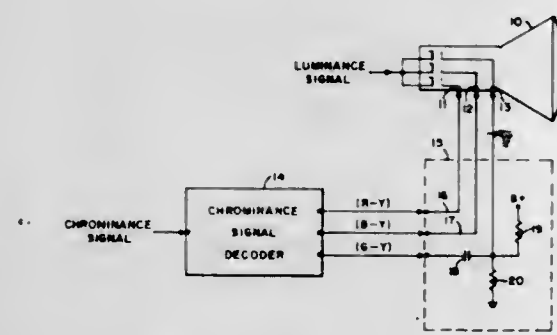 10
LUMINANCE
SIGNAL
11 12 13
15
14
(R-Y)
16
CHROMINANCE
(B-Y)
17
B+
CHROMINANCE
SIGNAL
SIGNAL
DECODER
(G-Y)
18
19
20